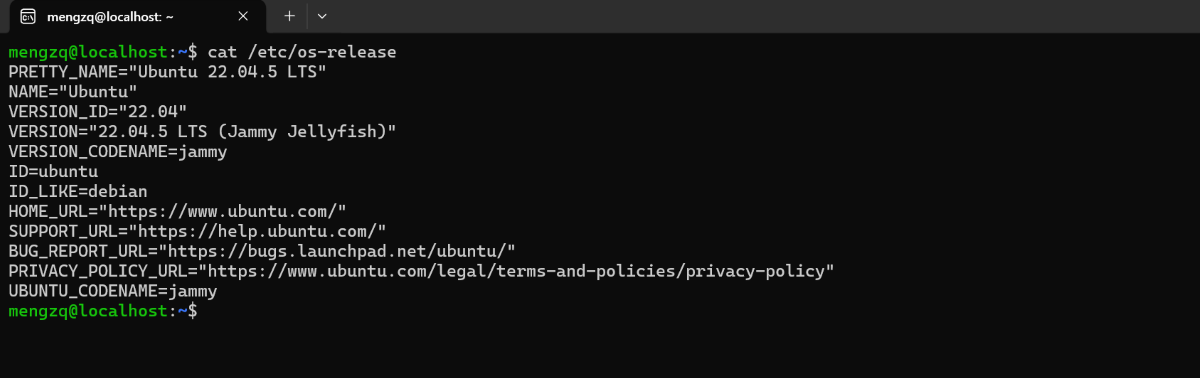 mengzq@localhost: ~
mengzq@localhost:~$ cat /etc/os-release
PRETTY_NAME="Ubuntu 22.04.5 LTS"
NAME="Ubuntu"
VERSION_ID="22.04"
VERSION="22.04.5 LTS (Jammy Jellyfish)"
VERSION_CODENAME=jammy
ID=ubuntu
ID_LIKE=debian
HOME_URL="https://www.ubuntu.com/"
SUPPORT_URL="https://help.ubuntu.com/"
BUG_REPORT_URL="https://bugs.launchpad.net/ubuntu/"
PRIVACY_POLICY_URL="https://www.ubuntu.com/legal/terms-and-policies/privacy-policy"
UBUNTU_CODENAME=jammy
mengzq@localhost:~$